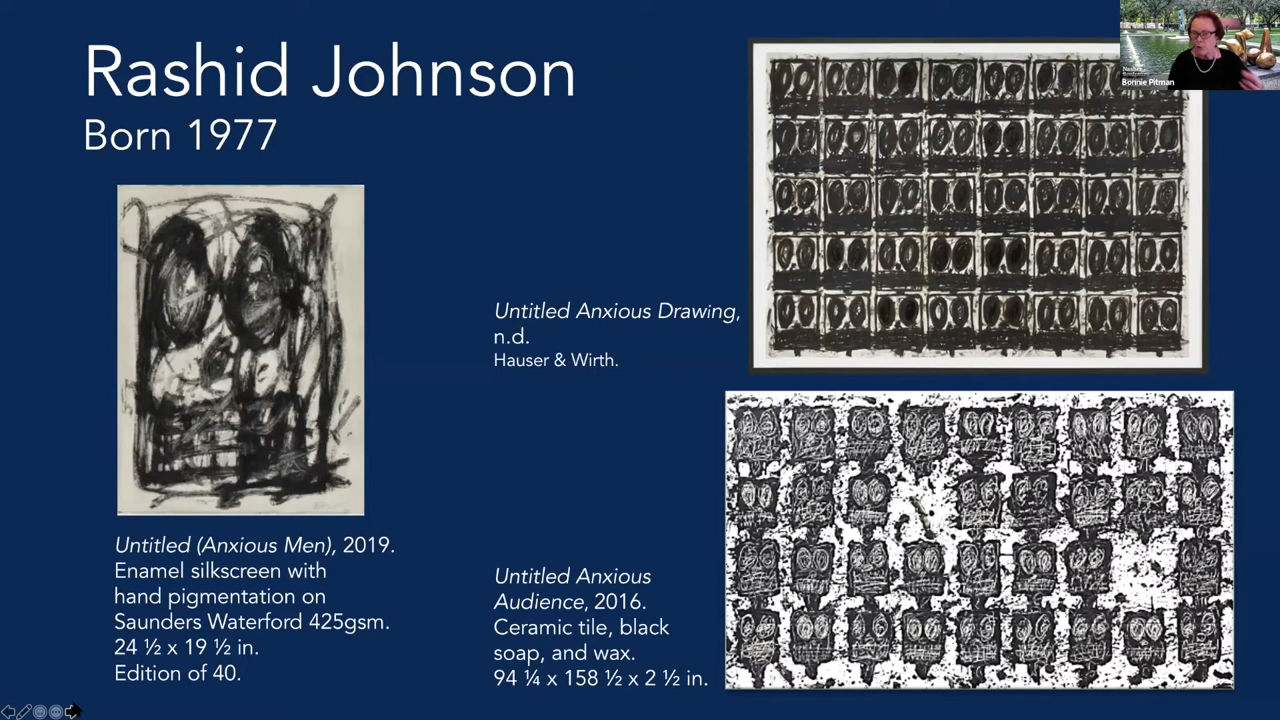 Rashid Johnson
Born 1977
Untitled Anxious Drawing,
n.d.
Hauser & Wirth.
Untitled (Anxious Men), 2019.
Enamel silkscreen with
hand pigmentation on
Saunders Waterford 425gsm.
24 ½ x 19 ½ in.
Edition of 40.
Untitled Anxious
Audience, 2016.
Ceramic tile, black
soap, and wax.
94 ¼ x 158 ½ x 2 ½ in.
Bonnie Pitman